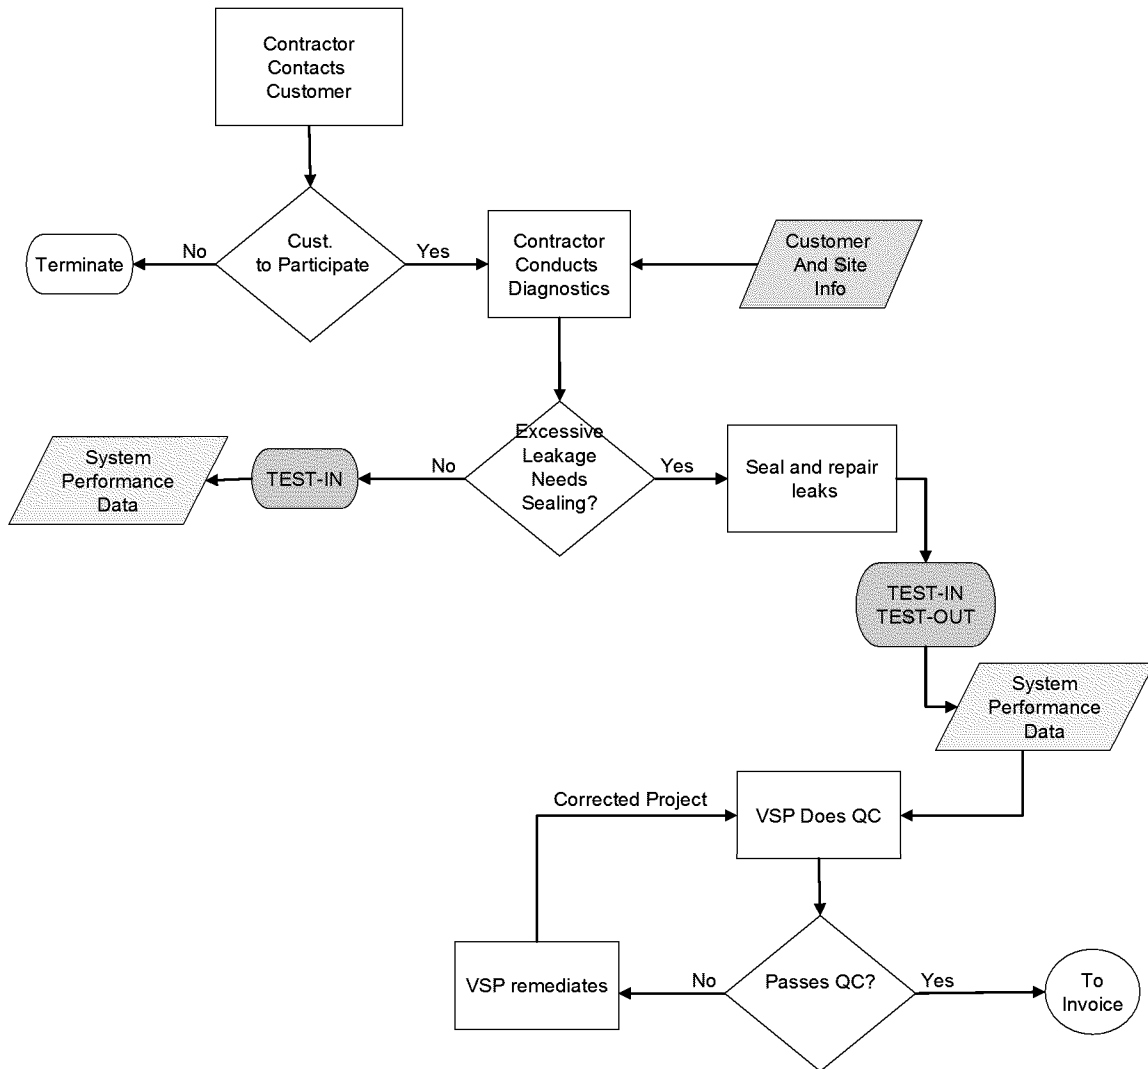 Contractor
Contacts
Customer
Cust.
to Participate
No
Yes
Terminate
Contractor
Conducts
Diagnostics
Customer
And Site
Info
Excessive
Leakage
Needs
Sealing?
No
Yes
TEST-IN
System
Performance
Data
Seal and repair
leaks
TEST-IN
TEST-OUT
System
Performance
Data
Corrected Project
VSP Does QC
VSP remediates
No
Passes QC?
Yes
To
Invoice